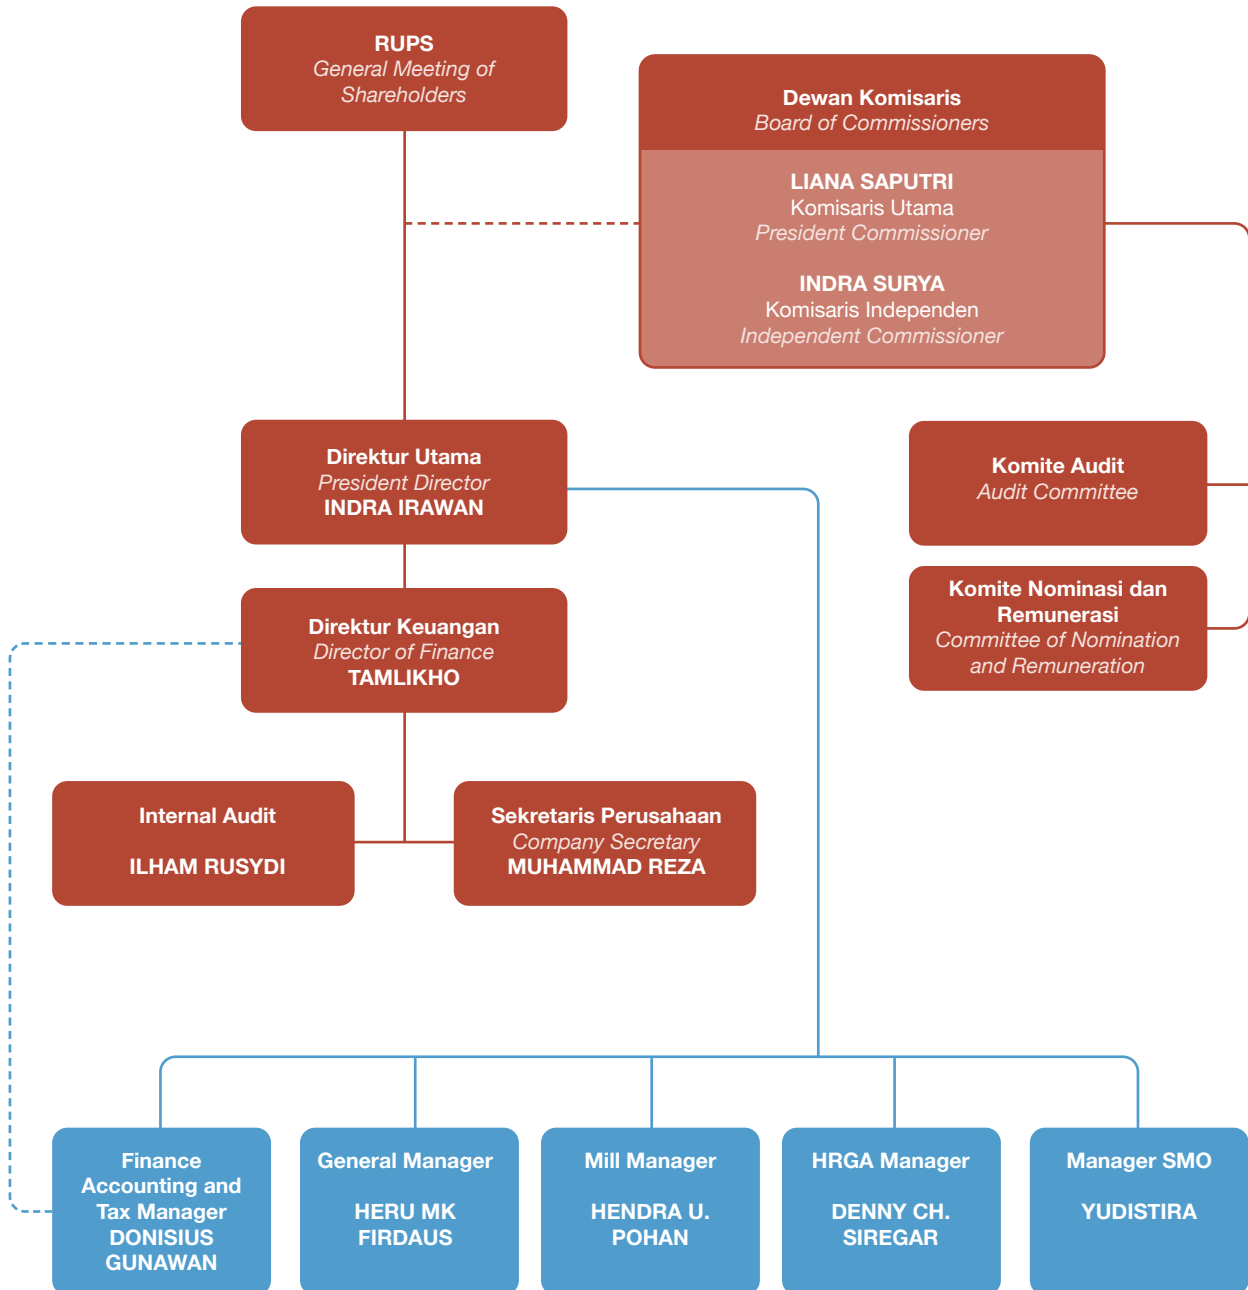 RUPS
General Meeting of
Shareholders
Dewan Komisaris
Board of Commissioners
LIANA SAPUTRI
Komisaris Utama
President Commissioner
INDRA SURYA
Komisaris Independen
Independent Commissioner
Direktur Utama
President Director
INDRA IRAWAN
Komite Audit
Audit Committee
Direktur Keuangan
Director of Finance
TAMLIKHO
Komite Nominasi dan
Remunerasi
Committee of Nomination
and Remuneration
Internal Audit
ILHAM RUSYDI
Sekretaris Perusahaan
Company Secretary
MUHAMMAD REZA
Finance
Accounting and
Tax Manager
DONISIUS
GUNAWAN
General Manager
HERU MK
FIRDAUS
Mill Manager
HENDRA U.
POHAN
HRGA Manager
DENNY CH.
SIREGAR
Manager SMO
YUDISTIRA